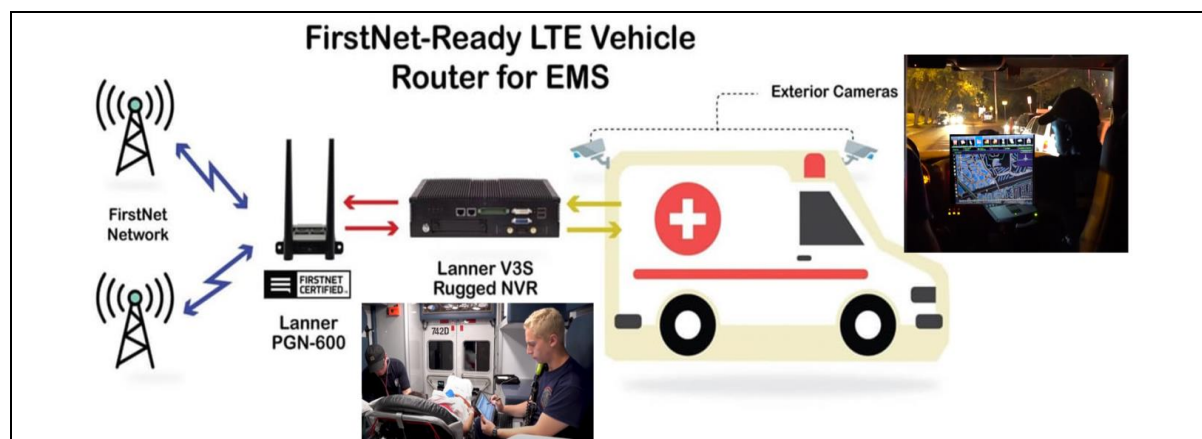 FirstNet-Ready LTE Vehicle
Router for EMS
Exterior Cameras
FirstNet
Network
FIRSTNET
CERTIFIED™
Lanner
PGN-600
Lanner V3S
Rugged NVR
742D